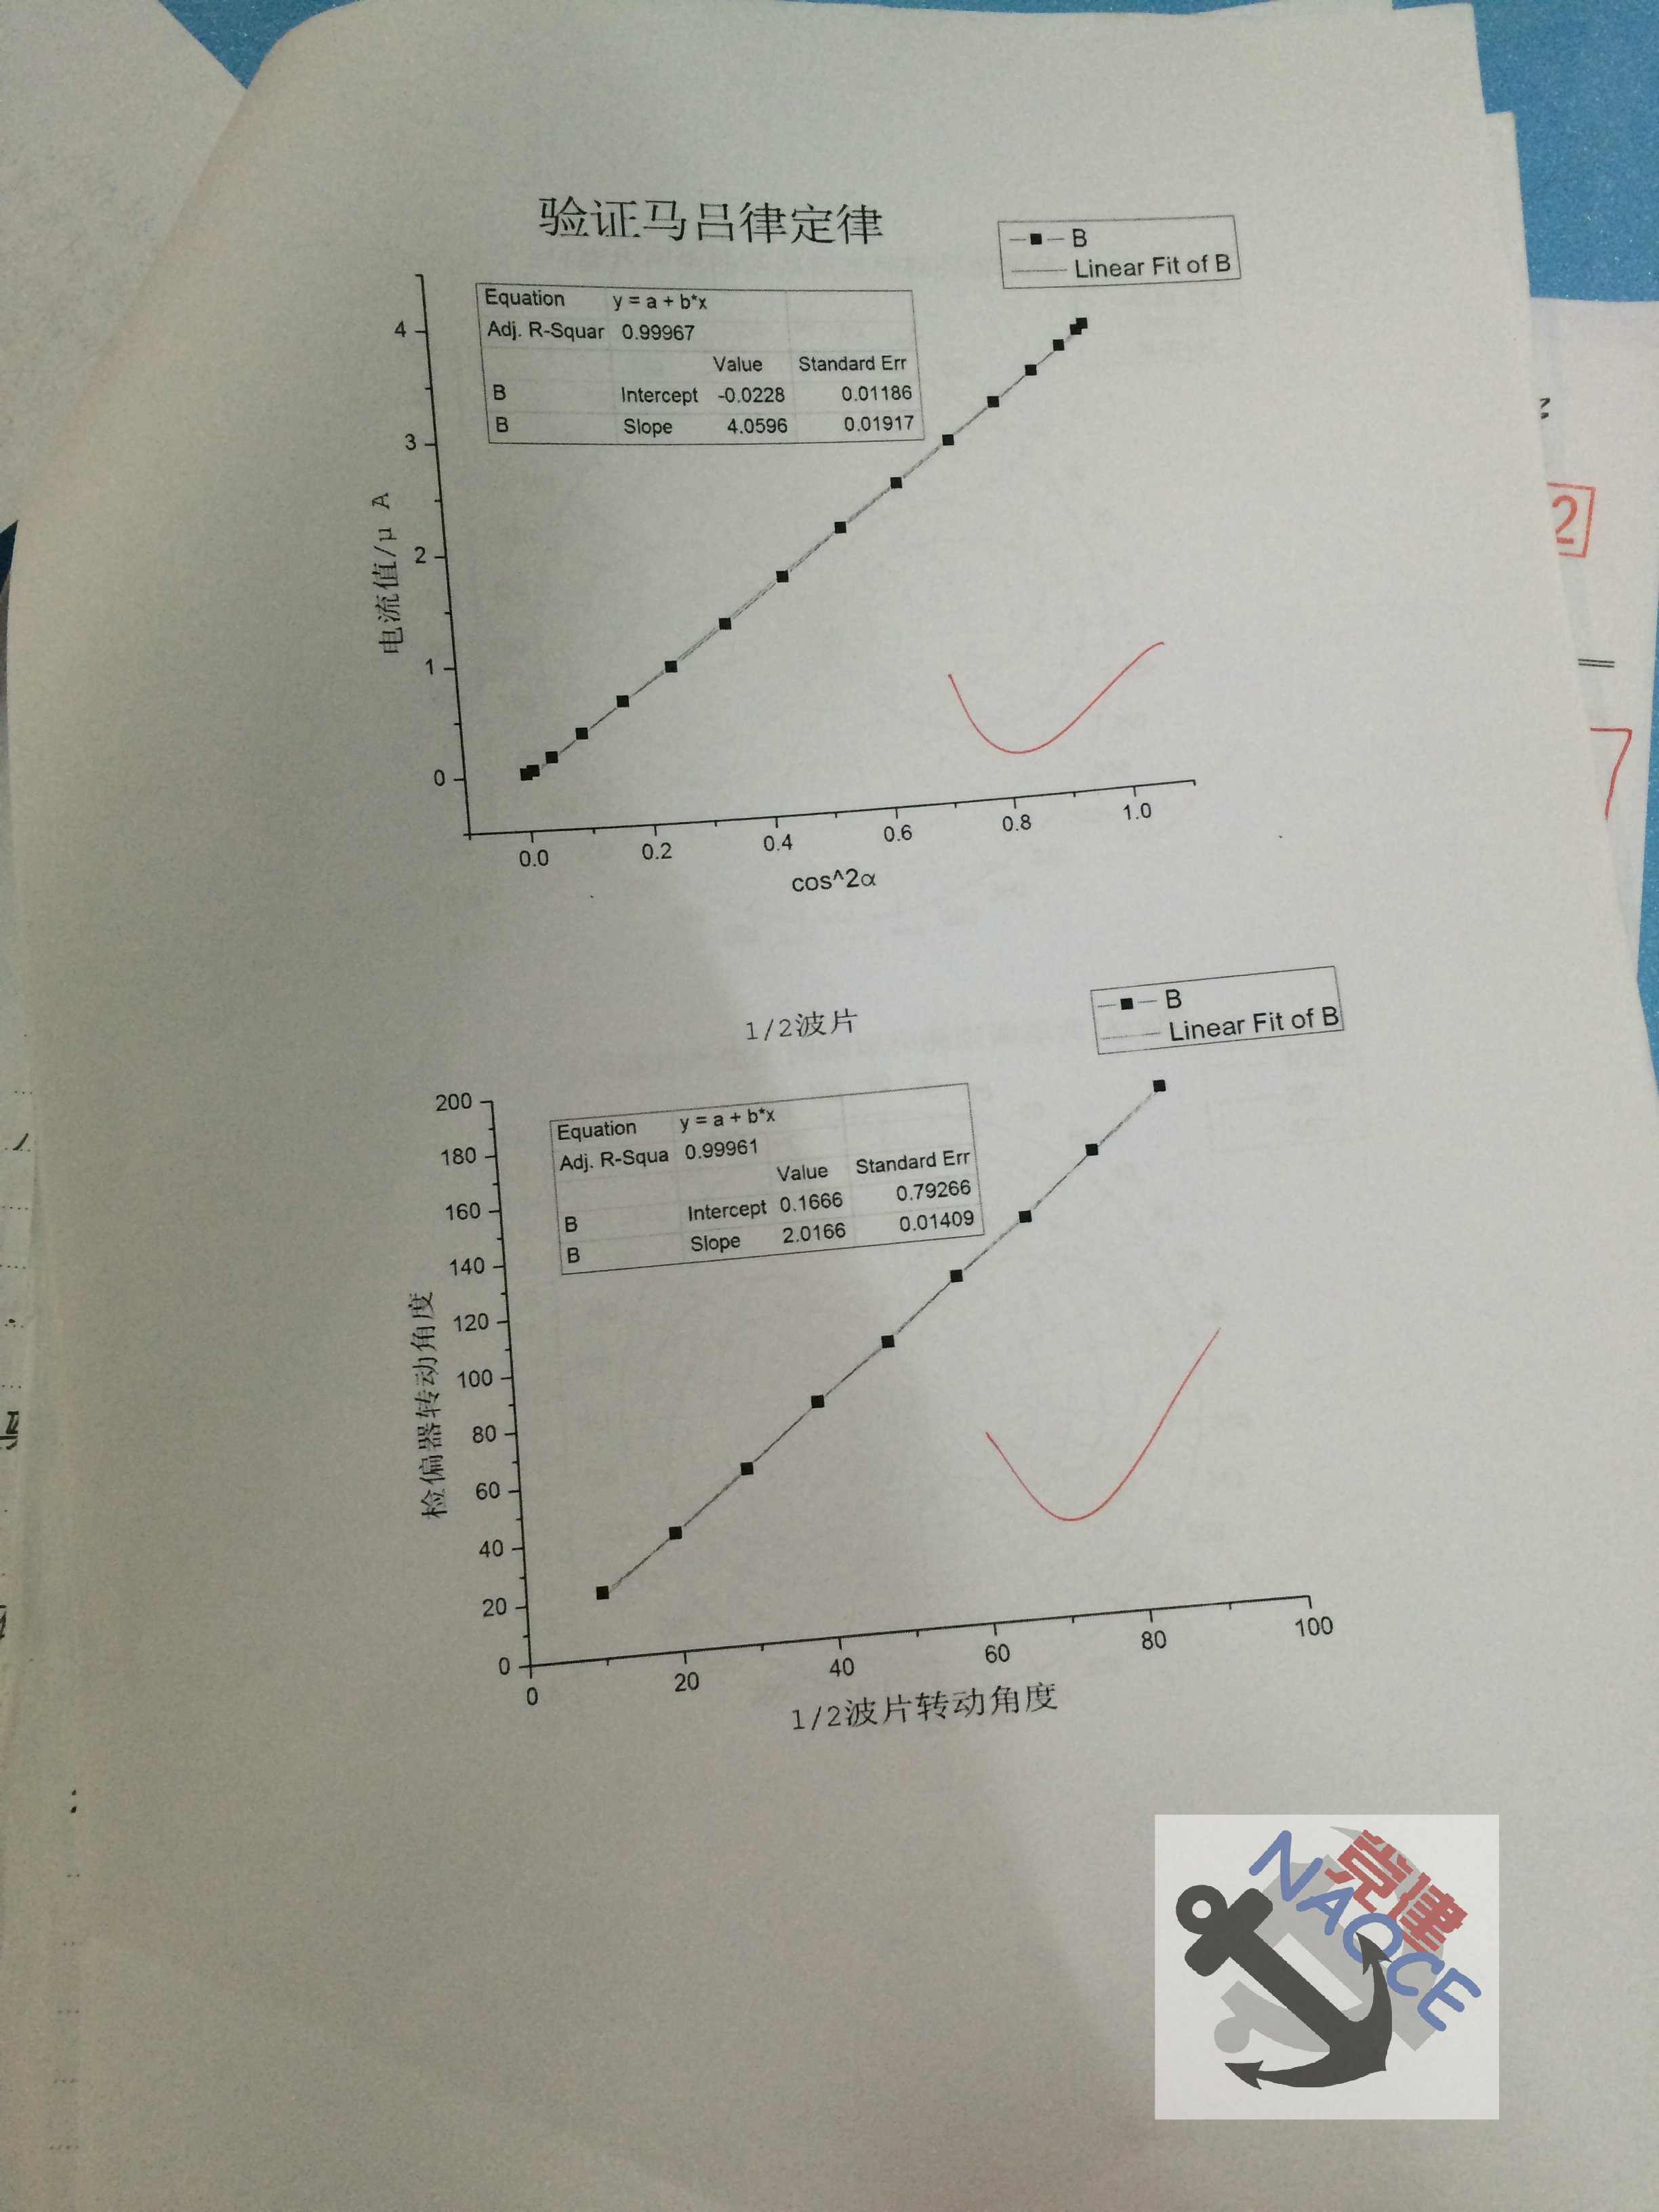 验证马吕律定律
B
Linear Fit of B
Equation y = a + b*x
Adj. R-Squar 0.99967
Value Standard Err
B Intercept -0.0228 0.01186
B Slope 4.0596 0.01917
4
3
2
1
0
电流值/μ A
0.0 0.2 0.4 0.6 0.8 1.0
cos^2α
1/2波片
B
Linear Fit of B
Equation y = a + b*x
Adj. R-Squa 0.99961
Value Standard Err
B Intercept 0.1666 0.79266
B Slope 2.0166 0.01409
200
180
160
140
120
100
80
60
40
20
0
检偏器转动角度
0 20 40 60 80 100
1/2波片转动角度
2
7
党建
NAOCE